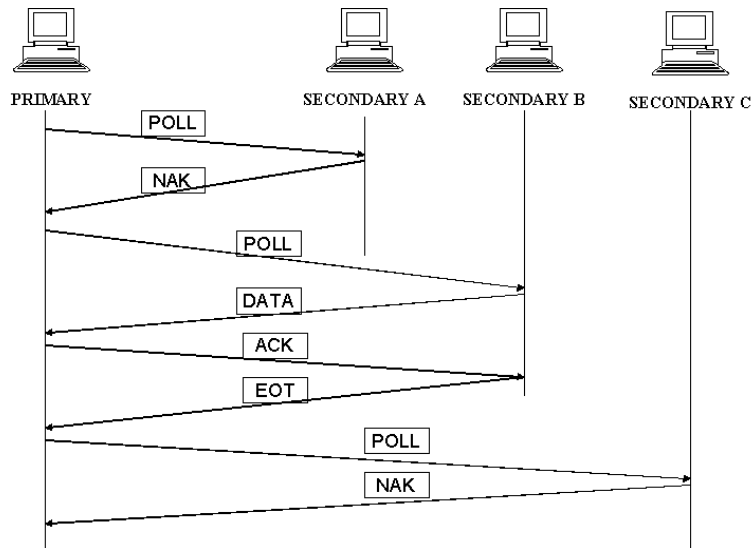 PRIMARY
SECONDARY A
SECONDARY B
SECONDARY C
POLL
NAK
POLL
DATA
ACK
EOT
POLL
NAK